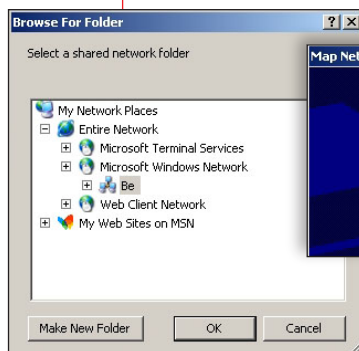 Browse For Folder
Select a shared network folder
Map Net
My Network Places
Entire Network
Microsoft Terminal Services
Microsoft Windows Network
Be
Web Client Network
My Web Sites on MSN
Make New Folder
OK
Cancel